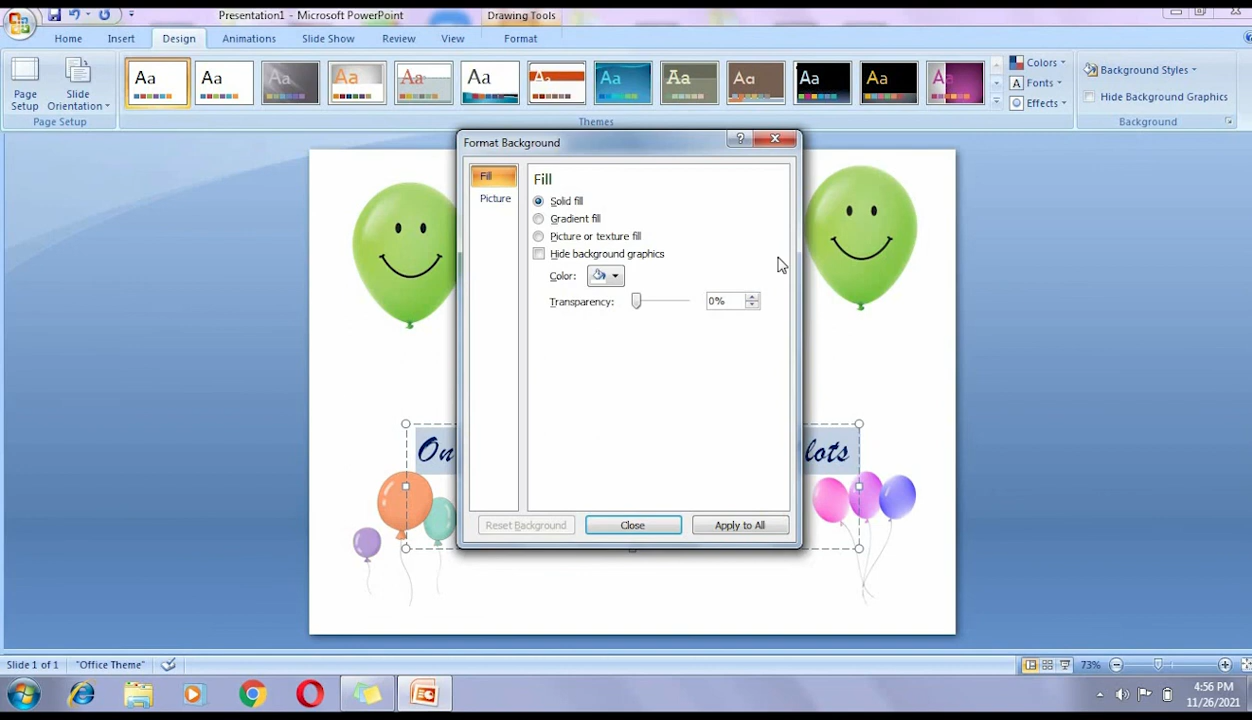 Presentation1 - Microsoft PowerPoint
Drawing Tools
Home
Insert
Design
Animations
Slide Show
Review
View
Format
Page
Setup
Slide
Orientation
Page Setup
Aa
Aa
Aa
Aa
Aa
Aa
Aa
Aa
Aa
Aa
Aa
Aa
Aa
Themes
Colors
Fonts
Effects
Background Styles
Hide Background Graphics
Background
Format Background
Fill
Picture
Fill
Solid fill
Gradient fill
Picture or texture fill
Hide background graphics
Color:
Transparency:
0%
On
lots
Reset Background
Close
Apply to All
Slide 1 of 1
"Office Theme"
73%
4:56 PM
11/26/2021